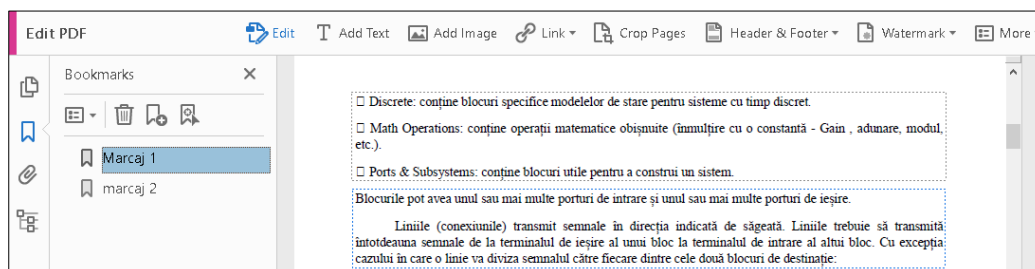 Edit PDF
Edit
Add Text
Add Image
Link
Crop Pages
Header & Footer
Watermark
More
Bookmarks
Marcaj 1
marcaj 2
□ Discrete: conține blocuri specifice modelelor de stare pentru sisteme cu timp discret.
□ Math Operations: conține operații matematice obișnuite (înmulțire cu o constantă - Gain , adunare, modul,
etc.).
□ Ports & Subsystems: conține blocuri utile pentru a construi un sistem.
Blocurile pot avea unul sau mai multe porturi de intrare și unul sau mai multe porturi de ieșire.
Liniile (conexiunile) transmit semnale în direcția indicată de săgeată. Liniile trebuie să transmită
întotdeauna semnale de la terminalul de ieșire al unui bloc la terminalul de intrare al altui bloc. Cu excepția
cazului în care o linie va diviza semnalul către fiecare dintre cele două blocuri de destinație: